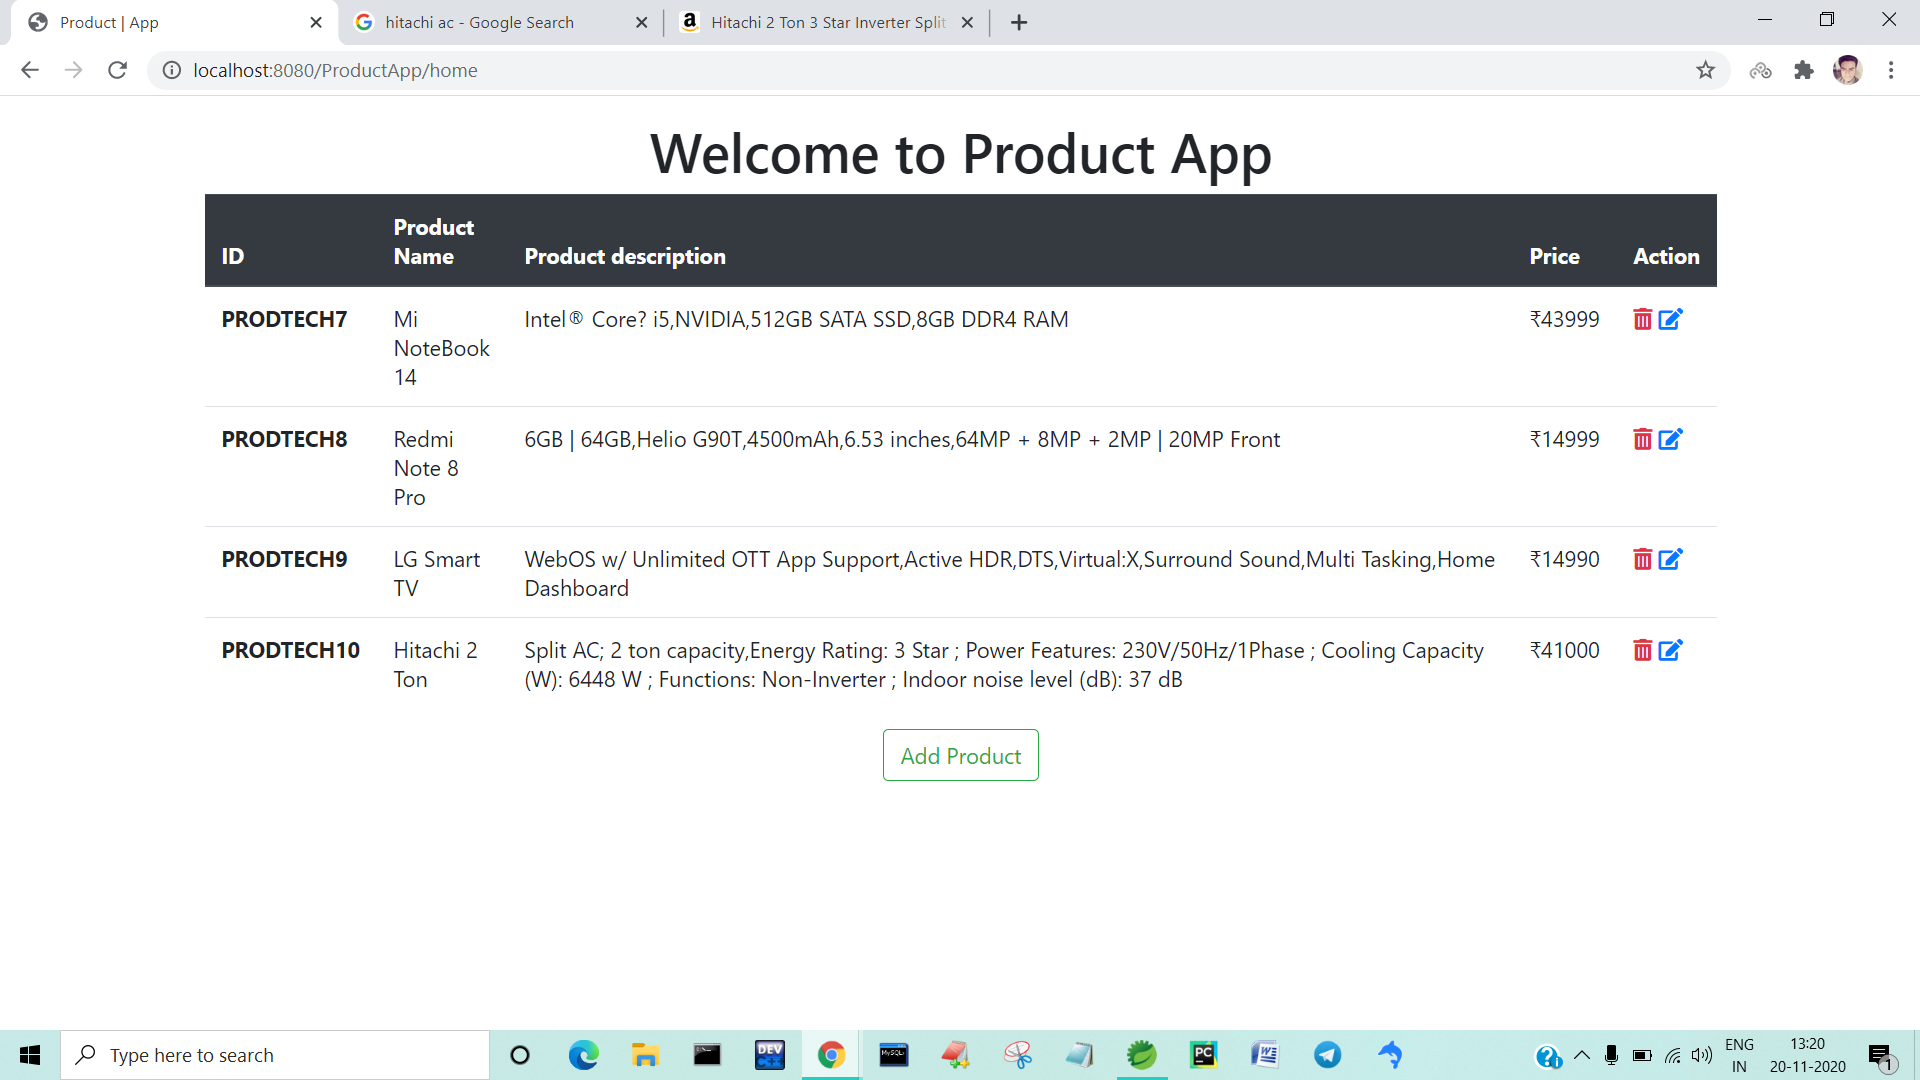 Product | App
hitachi ac - Google Search
Hitachi 2 Ton 3 Star Inverter Split
localhost:8080/ProductApp/home
Welcome to Product App
ID
Product
Name
Product description
Price
Action
PRODTECH7
Mi
NoteBook
14
Intel® Core? i5,NVIDIA,512GB SATA SSD,8GB DDR4 RAM
₹43999
PRODTECH8
Redmi
Note 8
Pro
6GB | 64GB,Helio G90T,4500mAh,6.53 inches,64MP + 8MP + 2MP | 20MP Front
₹14999
PRODTECH9
LG Smart
TV
WebOS w/ Unlimited OTT App Support,Active HDR,DTS,Virtual:X,Surround Sound,Multi Tasking,Home
Dashboard
₹14990
PRODTECH10
Hitachi 2
Ton
Split AC; 2 ton capacity,Energy Rating: 3 Star ; Power Features: 230V/50Hz/1Phase ; Cooling Capacity
(W): 6448 W ; Functions: Non-Inverter ; Indoor noise level (dB): 37 dB
₹41000
Add Product
Type here to search
DEV
C++
MySQL
PC
W
ENG
IN
13:20
20-11-2020
1